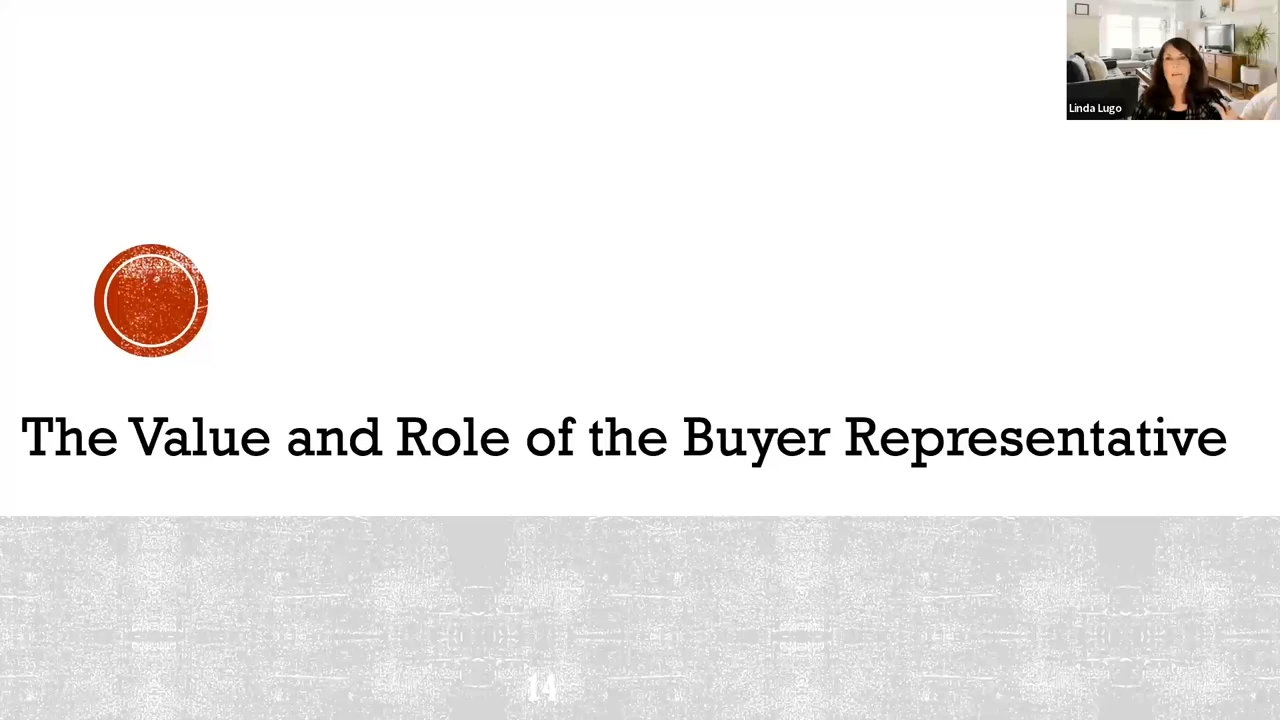 Linda Lugo
The Value and Role of the Buyer Representative
14